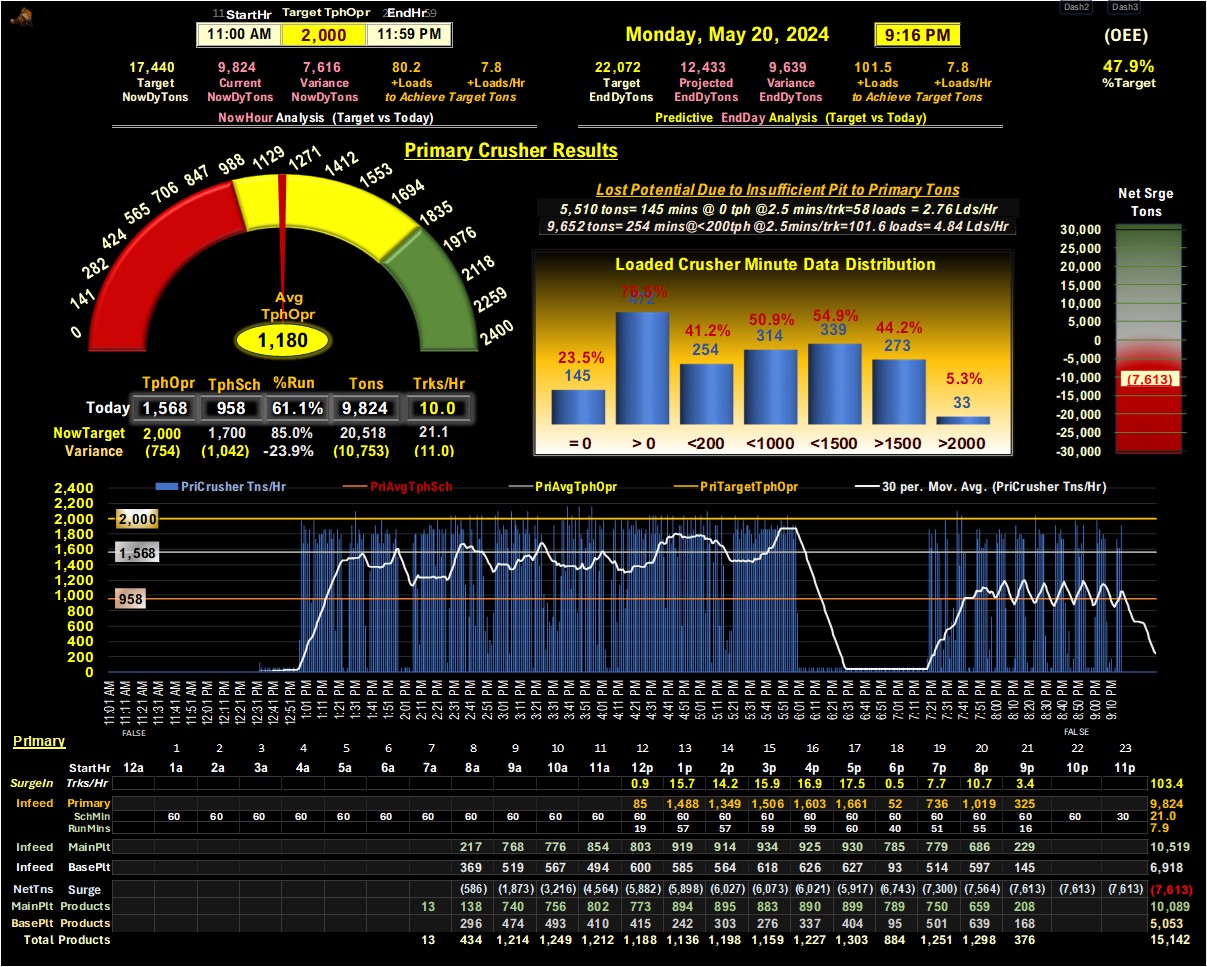 Dash2 Dash3
StartHr Target TphOpr EndHr
11:00 AM 2,000 11:59 PM
Monday, May 20, 2024 9:16 PM (OEE)
17,440 9,824 7,616 80.2 7.8
Target Current Variance +Loads +Loads/Hr
NowDyTons NowDyTons NowDyTons to Achieve Target Tons
22,072 12,433 9,639 101.5 7.8
Target Projected Variance +Loads +Loads/Hr
EndDyTons EndDyTons EndDyTons to Achieve Target Tons
47.9%
%Target
NowHour Analysis (Target vs Today)
Predictive EndDay Analysis (Target vs Today)
Primary Crusher Results
0 141 282 424 565 706 847 988 1129 1271 1412 1553 1694 1835 1976 2118 2259 2400
Avg
TphOpr
1,180
Lost Potential Due to Insufficient Pit to Primary Tons
5,510 tons= 145 mins @ 0 tph @2.5 mins/trk=58 loads = 2.76 Lds/Hr
9,652 tons= 254 mins@<200tph @2.5mins/trk=101.6 loads= 4.84 Lds/Hr
Net Srge
Tons
30,000
25,000
20,000
15,000
10,000
5,000
0
-5,000
-10,000
(7,613)
-15,000
-20,000
-25,000
-30,000
Loaded Crusher Minute Data Distribution
23.5% 76.5% 41.2% 50.9% 54.9% 44.2% 5.3%
145 472 254 314 339 273 33
= 0 > 0 <200 <1000 <1500 >1500 >2000
TphOpr TphSch %Run Tons Trks/Hr
Today 1,568 958 61.1% 9,824 10.0
NowTarget 2,000 1,700 85.0% 20,518 21.1
Variance (754) (1,042) -23.9% (10,753) (11.0)
PriCrusher Tns/Hr PriAvgTphSch PriAvgTphOpr PriTargetTphOpr 30 per. Mov. Avg. (PriCrusher Tns/Hr)
2,400
2,200
2,000
1,800
1,600
1,400
1,200
1,000
800
600
400
200
0
2,000
1,568
958
11:01 AM 11:11 AM 11:21 AM 11:31 AM 11:41 AM 11:51 AM 12:01 PM 12:11 PM 12:21 PM 12:31 PM 12:41 PM 12:51 PM 1:01 PM 1:11 PM 1:21 PM 1:31 PM 1:41 PM 1:51 PM 2:01 PM 2:11 PM 2:21 PM 2:31 PM 2:41 PM 2:51 PM 3:01 PM 3:11 PM 3:21 PM 3:31 PM 3:41 PM 3:51 PM 4:01 PM 4:11 PM 4:21 PM 4:31 PM 4:41 PM 4:51 PM 5:01 PM 5:11 PM 5:21 PM 5:31 PM 5:41 PM 5:51 PM 6:01 PM 6:11 PM 6:21 PM 6:31 PM 6:41 PM 6:51 PM 7:01 PM 7:11 PM 7:21 PM 7:31 PM 7:41 PM 7:51 PM 8:00 PM 8:10 PM 8:20 PM 8:30 PM 8:40 PM 8:50 PM 9:00 PM 9:10 PM
FALSE FALSE
Primary
1 2 3 4 5 6 7 8 9 10 11 12 13 14 15 16 17 18 19 20 21 22 23
StartHr 12a 1a 2a 3a 4a 5a 6a 7a 8a 9a 10a 11a 12p 1p 2p 3p 4p 5p 6p 7p 8p 9p 10p 11p
SurgeIn Trks/Hr 0.9 15.7 14.2 15.9 16.9 17.5 0.5 7.7 10.7 3.4 103.4
Infeed Primary 85 1,488 1,349 1,506 1,603 1,661 52 736 1,019 325 9,824
SchMin 60 60 60 60 60 60 60 60 60 60 60 60 60 60 60 60 60 60 60 60 60 60 30 21.0
RunMins 19 57 57 59 59 60 40 51 55 16 7.9
Infeed MainPlt 217 768 776 854 803 919 914 934 925 930 785 779 686 229 10,519
Infeed BasePlt 369 519 567 494 600 585 564 618 626 627 93 514 597 145 6,918
NetTns Surge (586) (1,873) (3,216) (4,564) (5,882) (5,898) (6,027) (6,073) (6,021) (5,917) (6,743) (7,300) (7,564) (7,613) (7,613) (7,613) (7,613)
MainPlt Products 13 138 740 756 802 773 894 895 883 890 899 789 750 659 208 10,089
BasePlt Products 296 474 493 410 415 242 303 276 337 404 95 501 639 168 5,053
Total Products 13 434 1,214 1,249 1,212 1,188 1,136 1,198 1,159 1,227 1,303 884 1,251 1,298 376 15,142